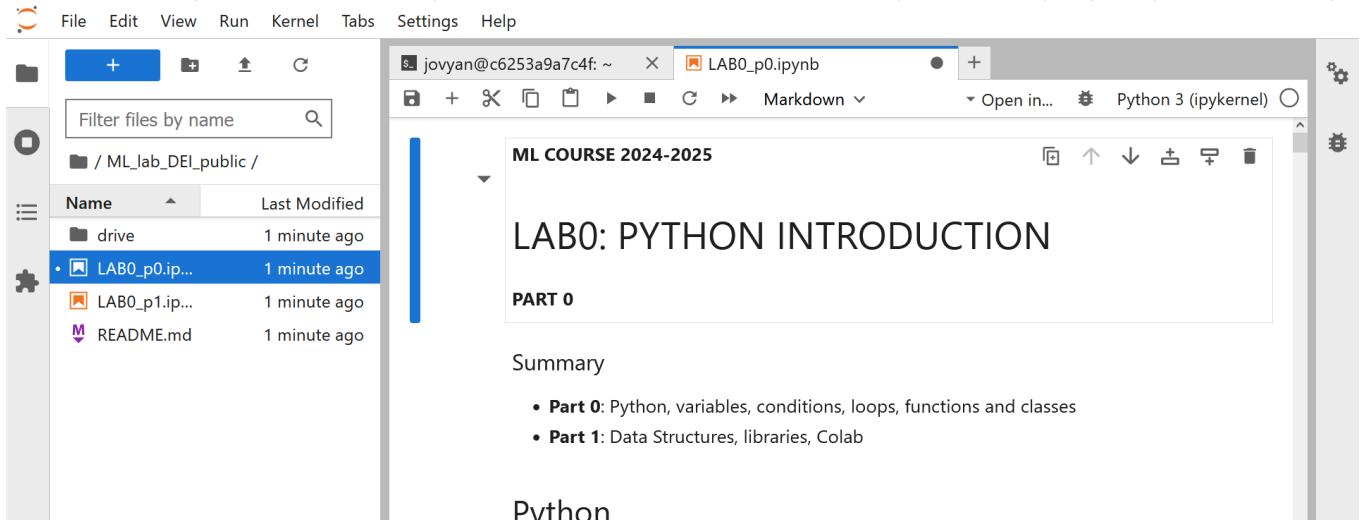 File Edit View Run Kernel Tabs Settings Help
jovyan@c6253a9a7c4f: ~
LAB0_p0.ipynb
Markdown
Open in...
Python 3 (ipykernel)
Filter files by name
/ ML_lab_DEI_public /
Name Last Modified
drive 1 minute ago
LAB0_p0.ip... 1 minute ago
LAB0_p1.ip... 1 minute ago
M README.md 1 minute ago
ML COURSE 2024-2025
LAB0: PYTHON INTRODUCTION
PART 0
Summary
• Part 0: Python, variables, conditions, loops, functions and classes
• Part 1: Data Structures, libraries, Colab
Python